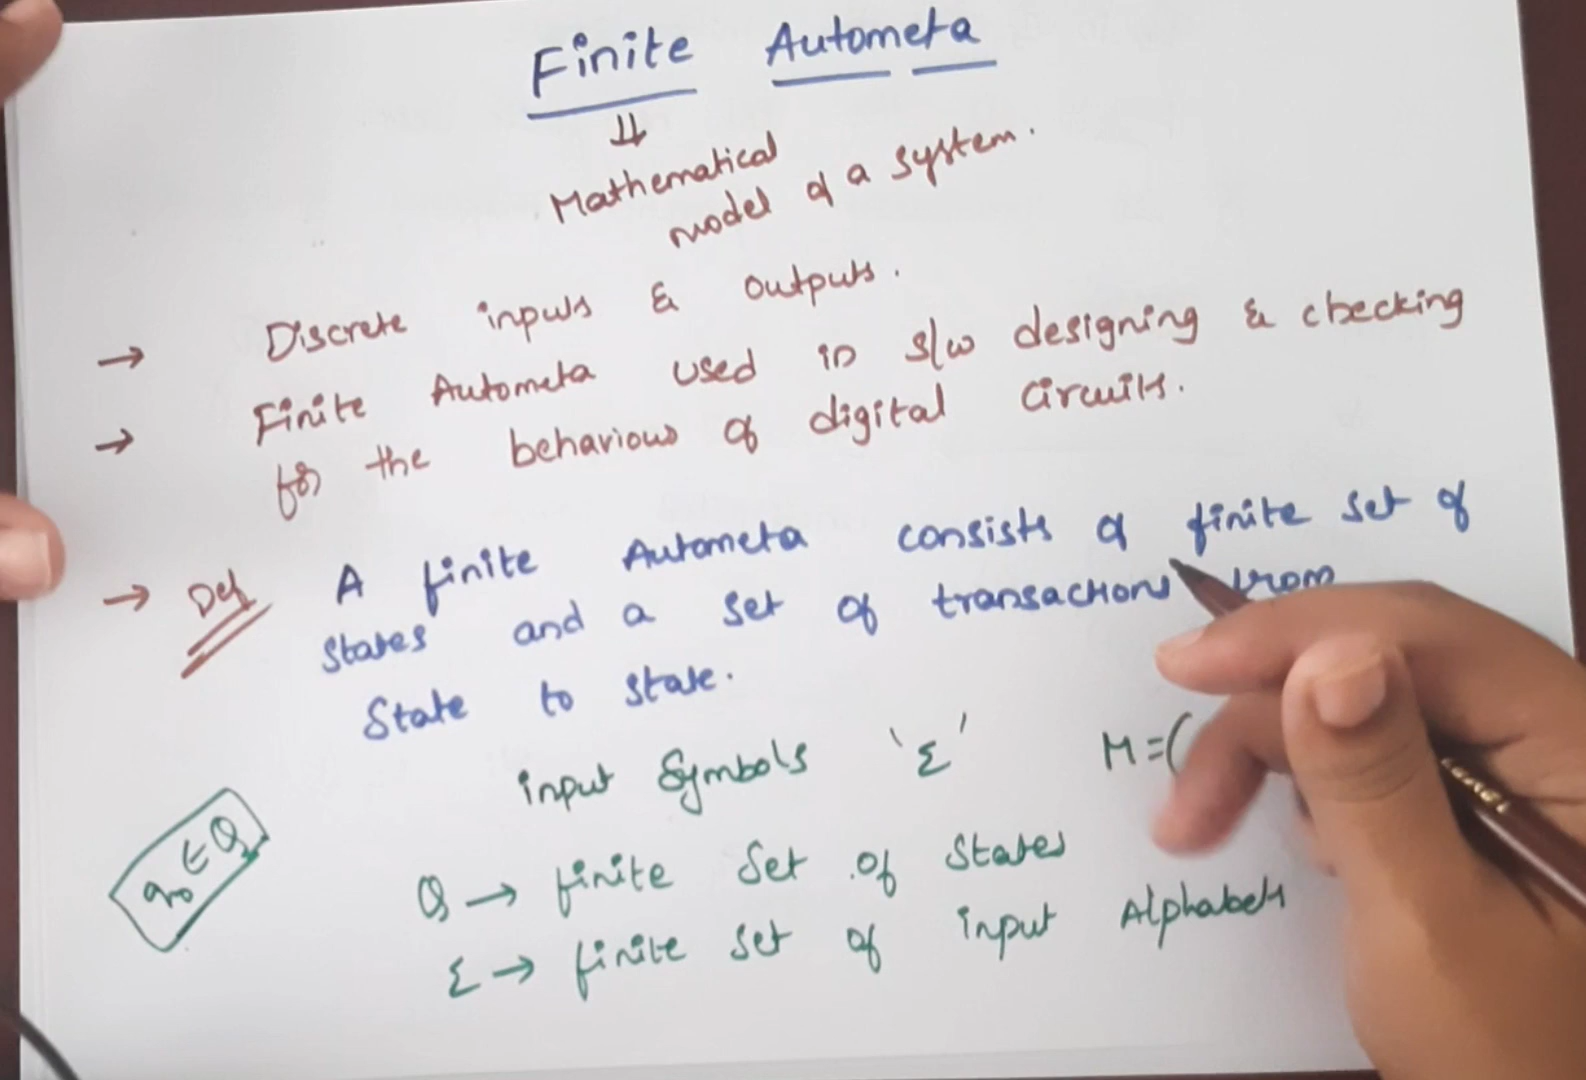 Finite Autometa
Mathematical
model of a system.
→ Discrete inputs & outputs.
→ Finite Autometa used in s/w designing & checking
for the behaviour of digital circuits.
→ Def A finite Autometa consists of finite set of
states and a set of transactions from
state to state.
input symbols 'Σ' M=(
q₀ ∈ Q
Q → finite set of states
Σ → finite set of input Alphabets